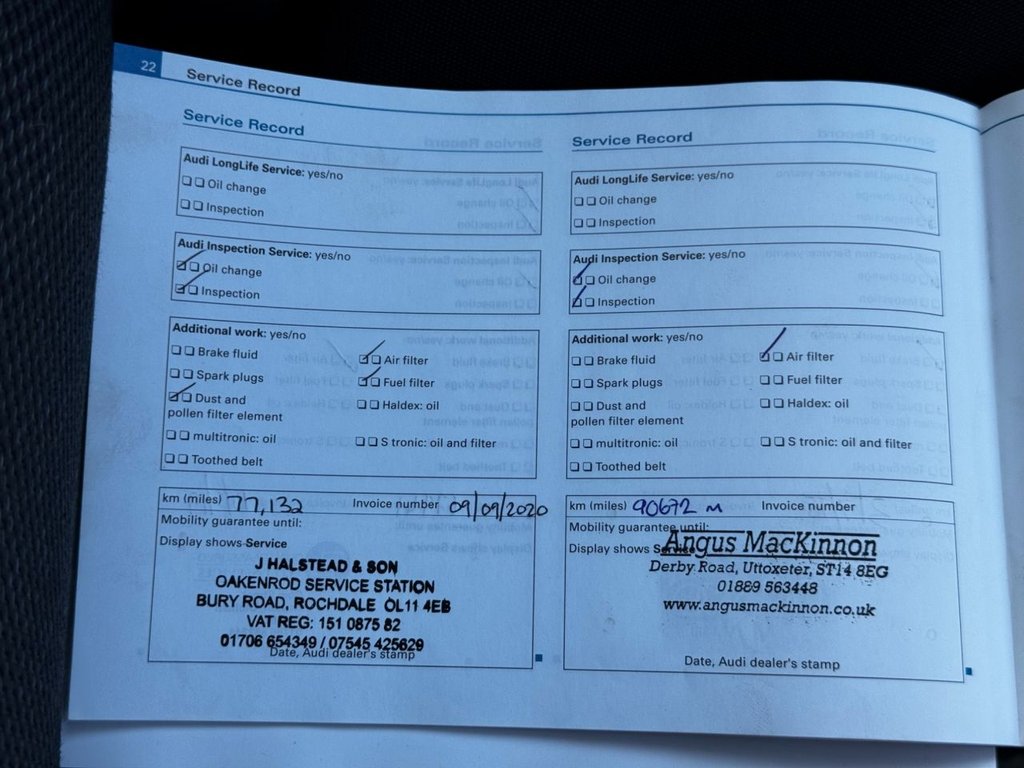 22
Service Record
Service Record
Audi LongLife Service: yes/no
Oil change
Inspection
Audi Inspection Service: yes/no
Oil change
Inspection
Additional work: yes/no
Brake fluid
Air filter
Spark plugs
Fuel filter
Dust and
pollen filter element
Haldex: oil
multitronic: oil
S tronic: oil and filter
Toothed belt
km (miles) 77,132 Invoice number 09/09/2020
Mobility guarantee until:
Display shows Service
J HALSTEAD & SON
OAKENROD SERVICE STATION
BURY ROAD, ROCHDALE OL11 4EB
VAT REG: 151 0875 82
01706 654349 / 07545 425629
Date, Audi dealer's stamp
Service Record
Audi LongLife Service: yes/no
Oil change
Inspection
Audi Inspection Service: yes/no
Oil change
Inspection
Additional work: yes/no
Brake fluid
Air filter
Spark plugs
Fuel filter
Dust and
pollen filter element
Haldex: oil
multitronic: oil
S tronic: oil and filter
Toothed belt
km (miles) 90672 m Invoice number
Mobility guarantee until:
Display shows Service
Angus MacKinnon
Derby Road, Uttoxeter, ST14 8EG
01889 563448
www.angusmackinnon.co.uk
Date, Audi dealer's stamp